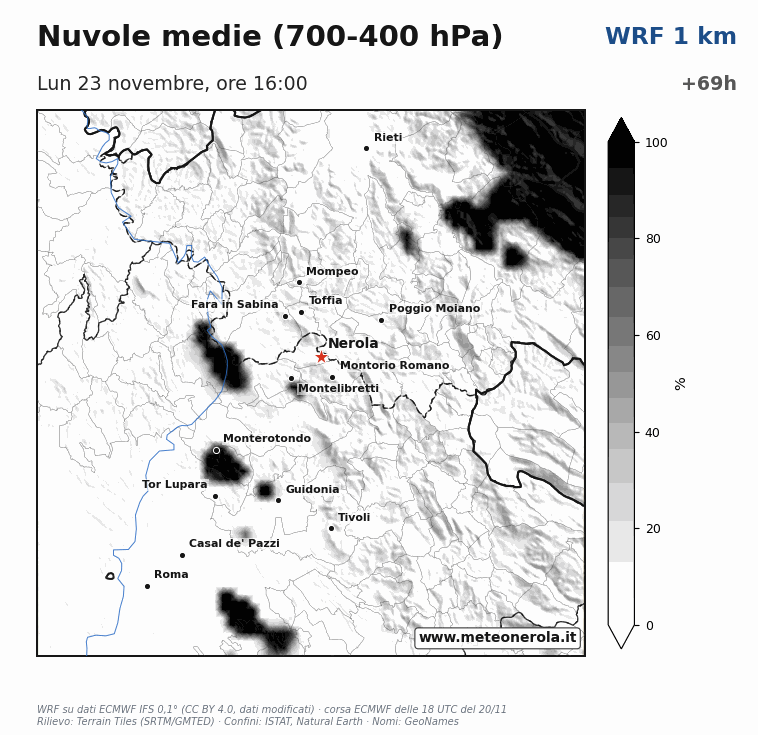 Nuvole medie (700-400 hPa)
WRF 1 km
Lun 23 novembre, ore 16:00
+69h
Rieti
Mompeo
Fara in Sabina
Toffia
Poggio Moiano
Nerola
Montorio Romano
Montelibretti
Monterotondo
Tor Lupara
Guidonia
Tivoli
Casal de' Pazzi
Roma
www.meteonerola.it
100
80
60
%
40
20
0
WRF su dati ECMWF IFS 0,1° (CC BY 4.0, dati modificati) · corsa ECMWF delle 18 UTC del 20/11
Rilievo: Terrain Tiles (SRTM/GMTED) · Confini: ISTAT, Natural Earth · Nomi: GeoNames